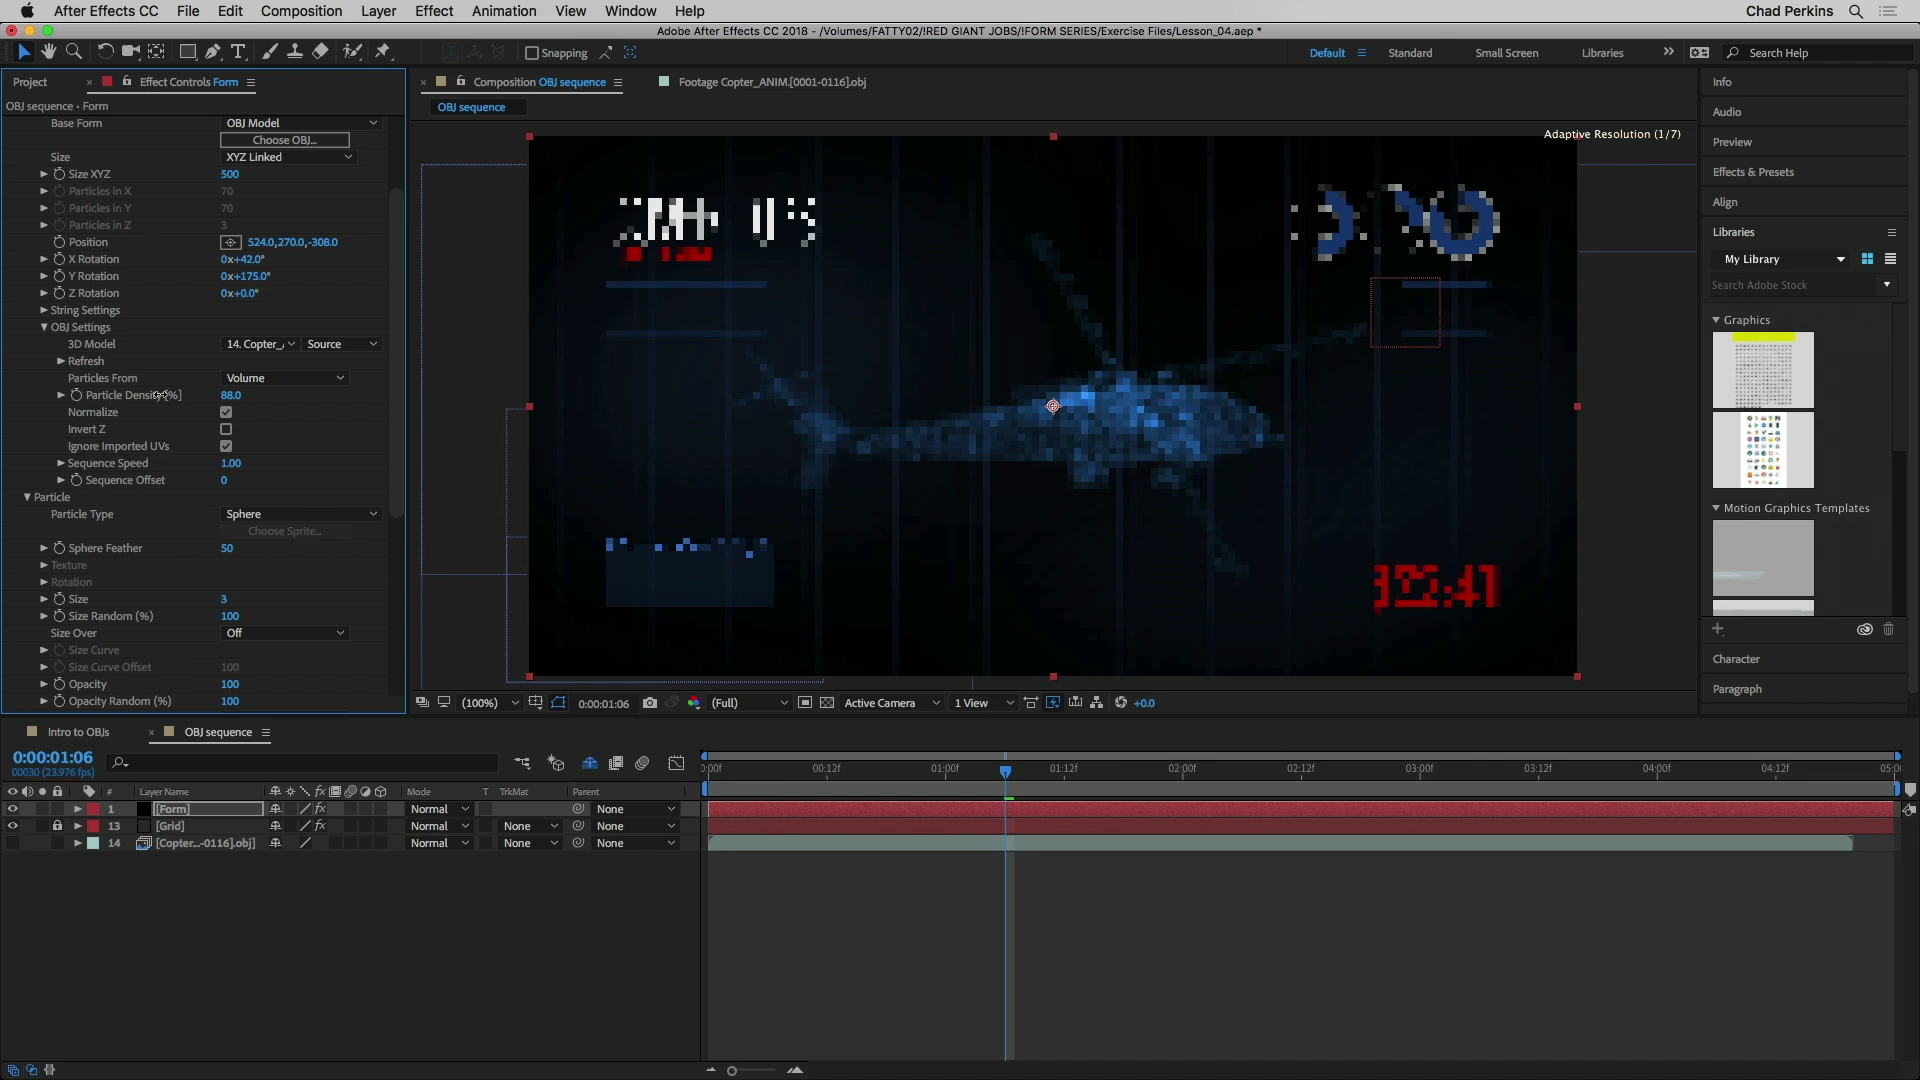 After Effects CC File Edit Composition Layer Effect Animation View Window Help Chad Perkins
Adobe After Effects CC 2018 - /Volumes/FATTY02/!RED GIANT JOBS/!FORM SERIES/Exercise Files/Lesson_04.aep *
Snapping Default Standard Small Screen Libraries Search Help
Project Effect Controls Form Composition OBJ sequence Footage Copter_ANIM.[0001-0116].obj
OBJ sequence • Form
OBJ sequence
Adaptive Resolution (1/7)
Base Form OBJ Model
Choose OBJ...
Size XYZ Linked
Size XYZ 500
Particles in X 70
Particles in Y 70
Particles in Z 3
Position 524.0,270.0,-308.0
X Rotation 0x+42.0°
Y Rotation 0x+175.0°
Z Rotation 0x+0.0°
String Settings
OBJ Settings
3D Model 14. Copter_ Source
Refresh
Particles From Volume
Particle Density[%] 88.0
Normalize
Invert Z
Ignore Imported UVs
Sequence Speed 1.00
Sequence Offset 0
Particle
Particle Type Sphere
Choose Sprite...
Sphere Feather 50
Texture
Rotation
Size 3
Size Random (%) 100
Size Over Off
Size Curve
Size Curve Offset 100
Opacity 100
Opacity Random (%) 100
(100%) 0:00:01:06 (Full) Active Camera 1 View +0.0
Info
Audio
Preview
Effects & Presets
Align
Libraries
My Library
Search Adobe Stock
Graphics
Motion Graphics Templates
Character
Paragraph
Intro to OBJs OBJ sequence
0:00:01:06
00030 (23.976 fps)
:00f 00:12f 01:00f 01:12f 02:00f 02:12f 03:00f 03:12f 04:00f 04:12f 05:0
# Layer Name Mode T TrkMat Parent
1 [Form] Normal None
13 [Grid] Normal None None
14 [Copter...-0116].obj] Normal None None